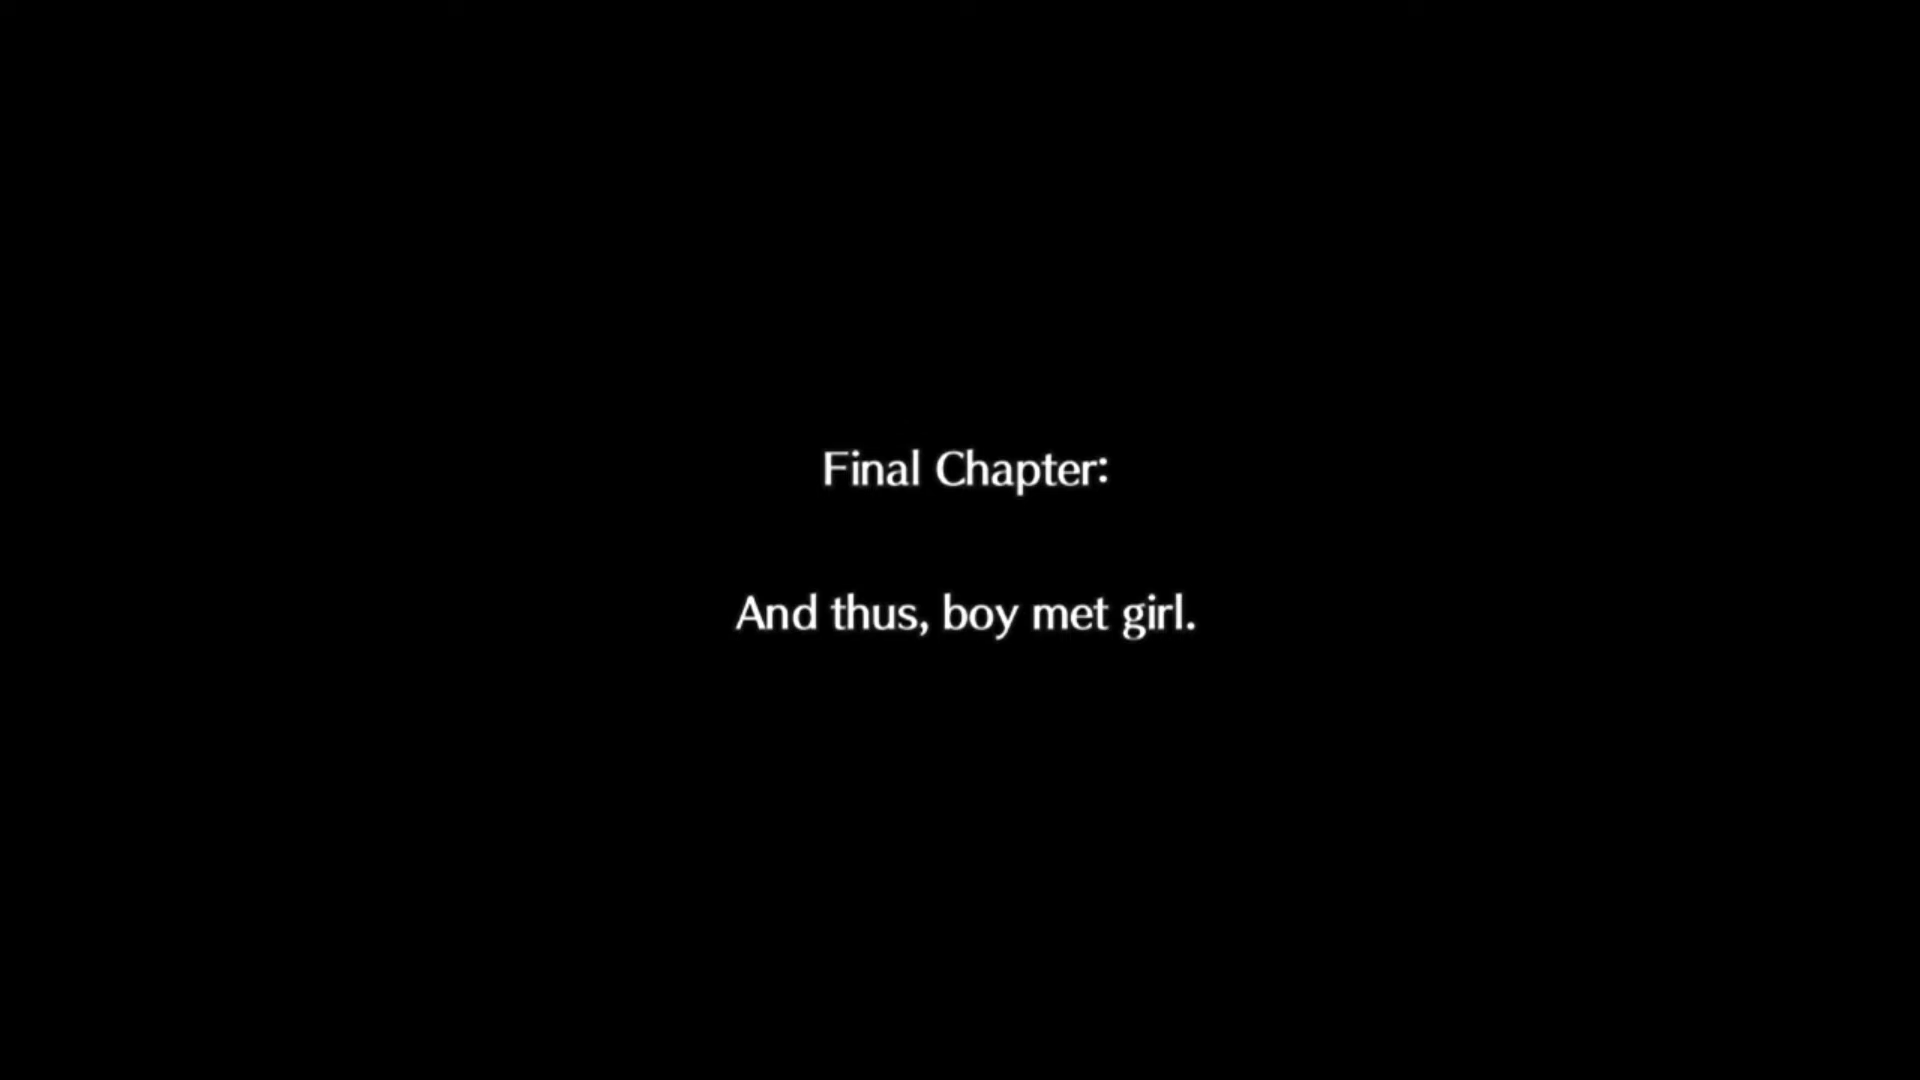 Final Chapter:
And thus, boy met girl.